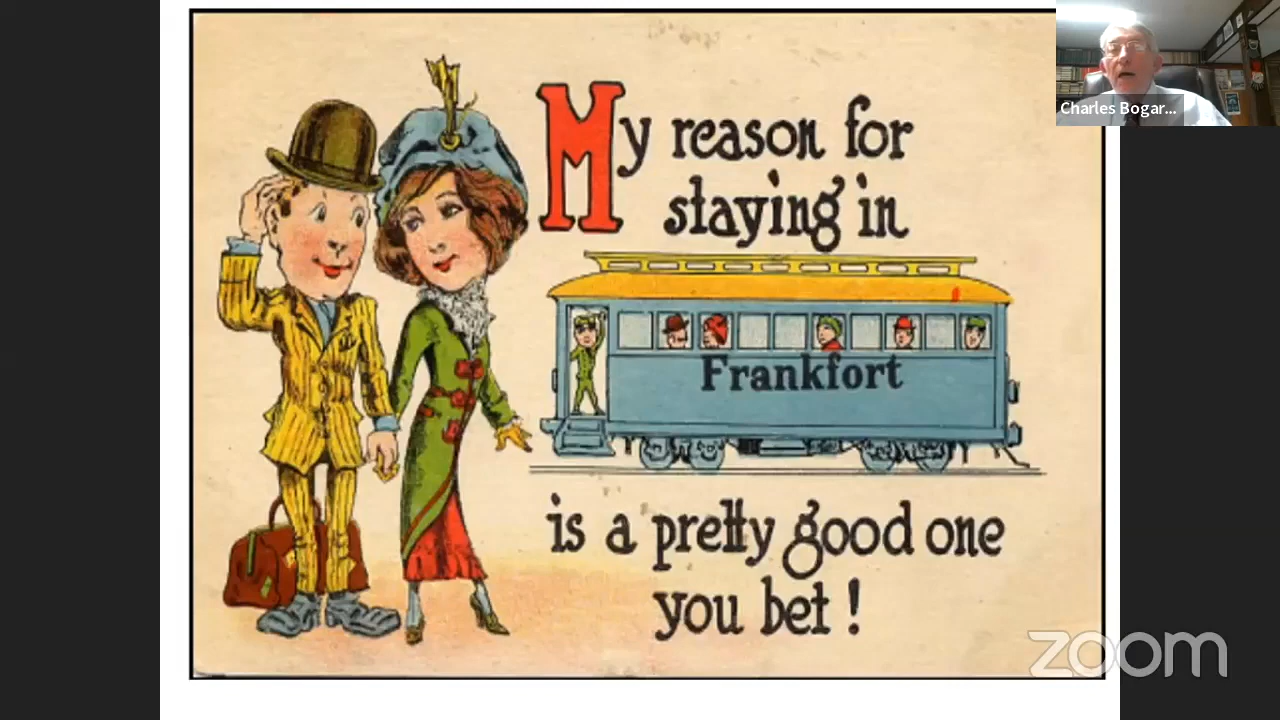 Charles Bogar...
My reason for
staying in
Frankfort
is a pretty good one
you bet!
zoom